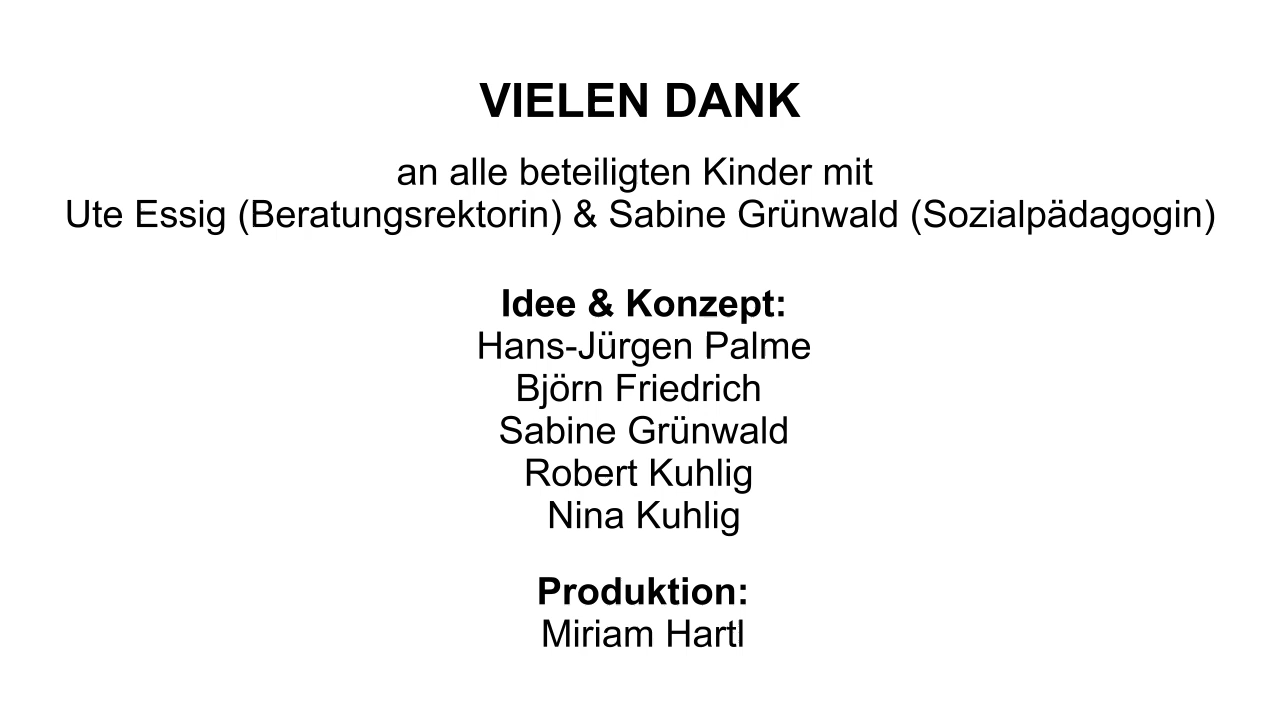 VIELEN DANK
an alle beteiligten Kinder mit
Ute Essig (Beratungsrektorin) & Sabine Grünwald (Sozialpädagogin)
Idee & Konzept:
Hans-Jürgen Palme
Björn Friedrich
Sabine Grünwald
Robert Kuhlig
Nina Kuhlig
Produktion:
Miriam Hartl